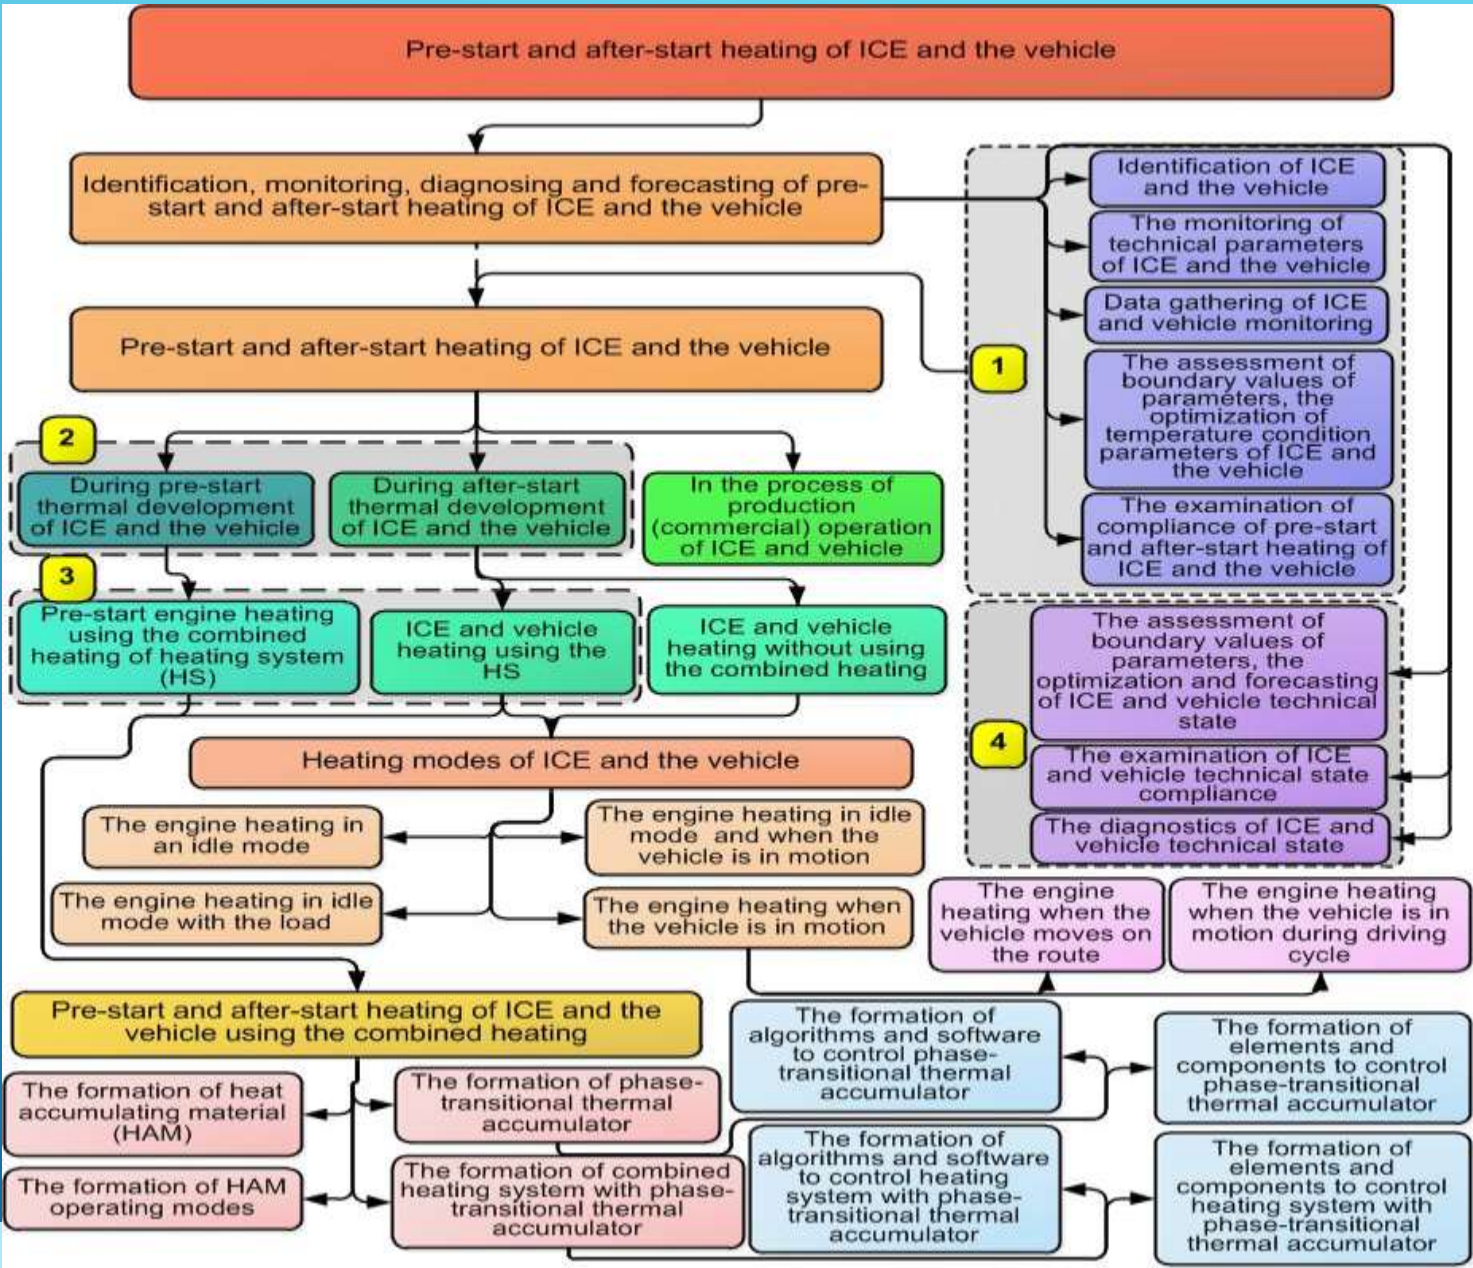 Pre-start and after-start heating of ICE and the vehicle
Identification, monitoring, diagnosing and forecasting of pre-
start and after-start heating of ICE and the vehicle
Identification of ICE
and the vehicle
The monitoring of
technical parameters
of ICE and the vehicle
Data gathering of ICE
and vehicle monitoring
1
The assessment of
boundary values of
parameters, the
optimization of
temperature condition
parameters of ICE and
the vehicle
The examination of
compliance of pre-start
and after-start heating of
ICE and the vehicle
Pre-start and after-start heating of ICE and the vehicle
2
During pre-start
thermal development
of ICE and the vehicle
During after-start
thermal development
of ICE and the vehicle
In the process of
production
(commercial) operation
of ICE and vehicle
3
Pre-start engine heating
using the combined
heating of heating system
(HS)
ICE and vehicle
heating using the
HS
ICE and vehicle
heating without using
the combined heating
The assessment of
boundary values of
parameters, the
optimization and forecasting
of ICE and vehicle technical
state
4
The examination of ICE
and vehicle technical state
compliance
The diagnostics of ICE and
vehicle technical state
Heating modes of ICE and the vehicle
The engine heating in
an idle mode
The engine heating in idle
mode and when the
vehicle is in motion
The engine heating in idle
mode with the load
The engine heating when
the vehicle is in motion
The engine
heating when the
vehicle moves on
the route
The engine heating
when the vehicle is in
motion during driving
cycle
Pre-start and after-start heating of ICE and the
vehicle using the combined heating
The formation of heat
accumulating material
(HAM)
The formation of phase-
transitional thermal
accumulator
The formation of HAM
operating modes
The formation of combined
heating system with phase-
transitional thermal
accumulator
The formation of
algorithms and software
to control phase-
transitional thermal
accumulator
The formation of
elements and
components to control
phase-transitional
thermal accumulator
The formation of
algorithms and software
to control heating
system with phase-
transitional thermal
accumulator
The formation of
elements and
components to control
heating system with
phase-transitional
thermal accumulator